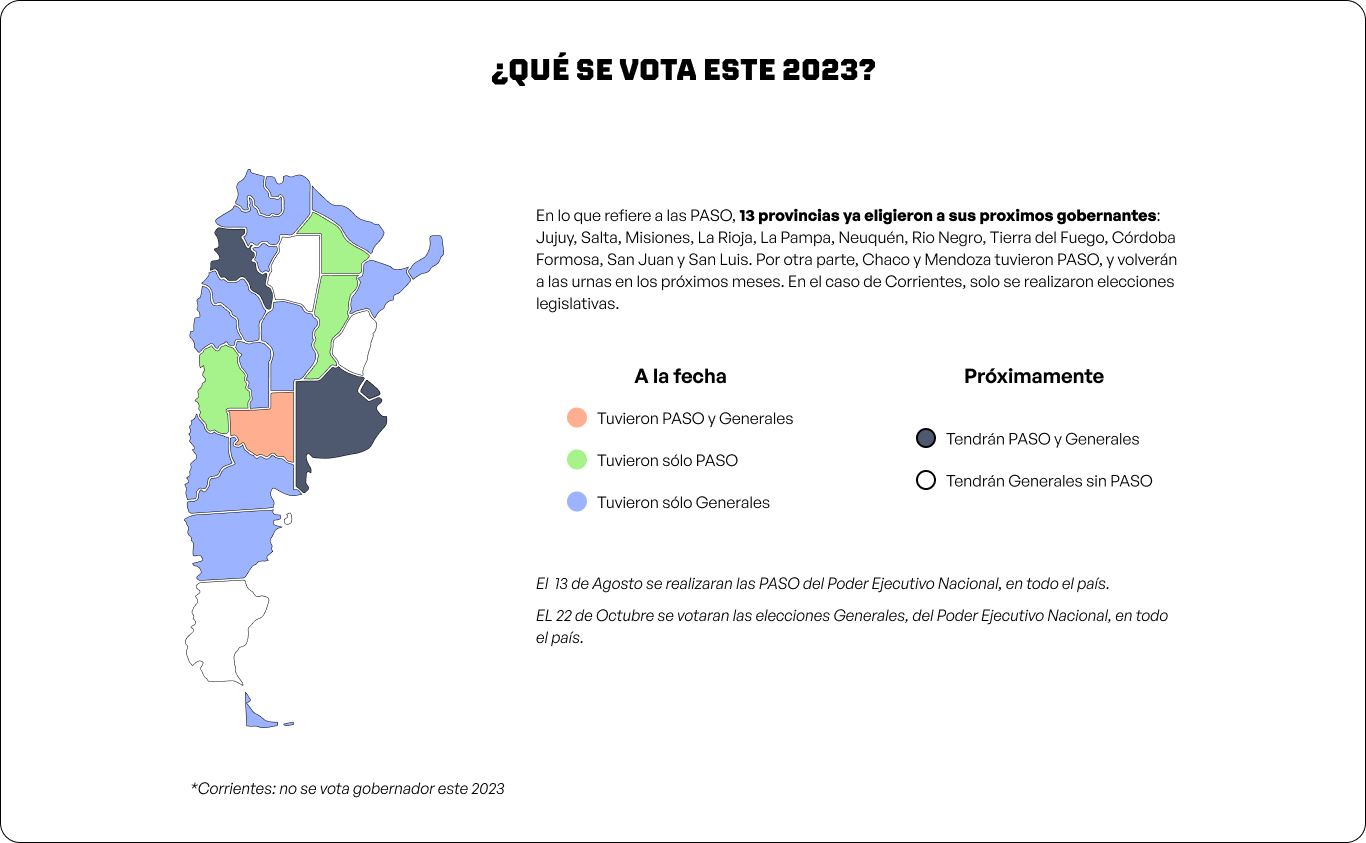 ¿QUÉ SE VOTA ESTE 2023?
En lo que refiere a las PASO, 13 provincias ya eligieron a sus proximos gobernantes:
Jujuy, Salta, Misiones, La Rioja, La Pampa, Neuquén, Rio Negro, Tierra del Fuego, Córdoba
Formosa, San Juan y San Luis. Por otra parte, Chaco y Mendoza tuvieron PASO, y volverán
a las urnas en los próximos meses. En el caso de Corrientes, solo se realizaron elecciones
legislativas.
A la fecha
Tuvieron PASO y Generales
Tuvieron sólo PASO
Tuvieron sólo Generales
Próximamente
Tendrán PASO y Generales
Tendrán Generales sin PASO
El 13 de Agosto se realizaran las PASO del Poder Ejecutivo Nacional, en todo el país.
EL 22 de Octubre se votaran las elecciones Generales, del Poder Ejecutivo Nacional, en todo
el país.
*Corrientes: no se vota gobernador este 2023